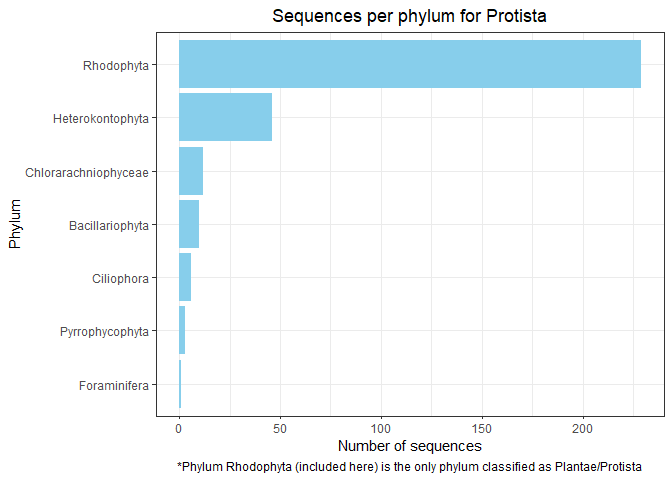 Sequences per phylum for Protista
Phylum
Rhodophyta
Heterokontophyta
Chlorarachniophyceae
Bacillariophyta
Ciliophora
Pyrrophycophyta
Foraminifera
0 50 100 150 200
Number of sequences
*Phylum Rhodophyta (included here) is the only phylum classified as Plantae/Protista